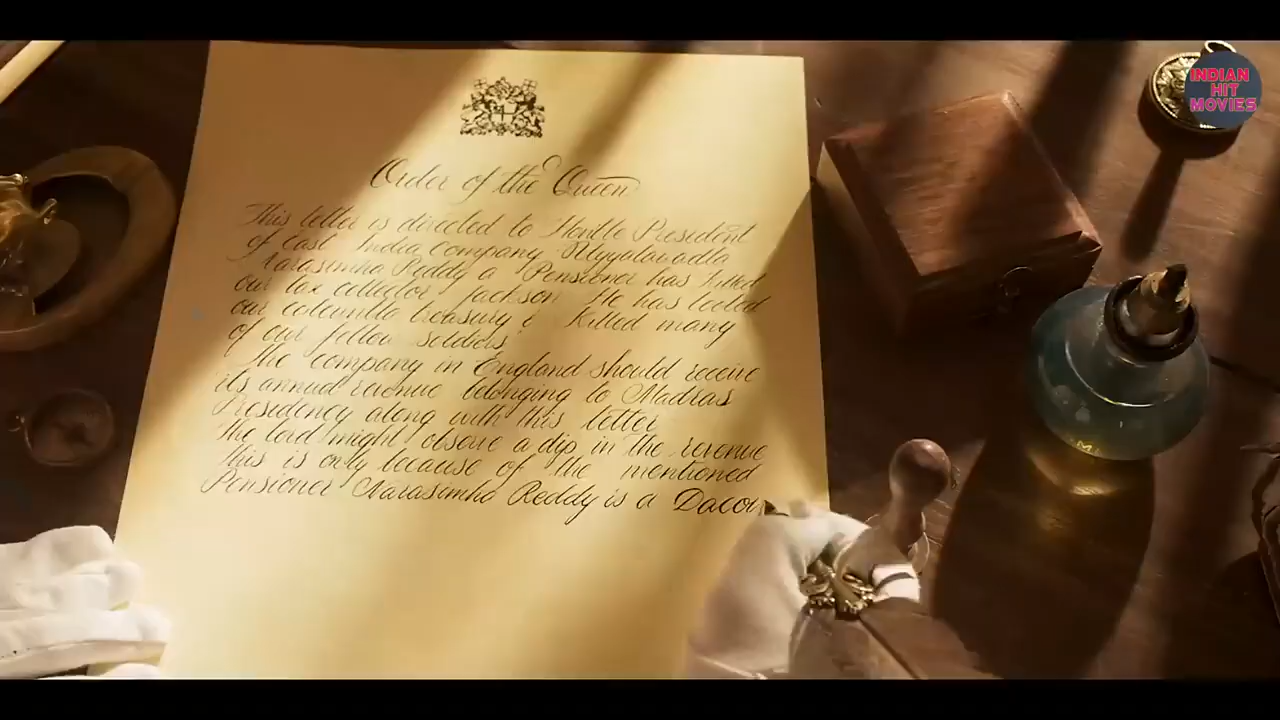 Order of the Queen
This letter is directed to Hon'ble President
of East India Company Uyyalawadla
Narasimha Reddy a Pensioner has killed
our tax collector Jackson He has looted
our coilcuntla treasury & killed many
of our fellow soldiers
The company in England should receive
its annual revenue belonging to Madras
Presidency along with this letter
The lord might observe a dip in the revenue
This is only because of the mentioned
Pensioner Narasimha Reddy is a Dacoi
INDIAN
HIT
MOVIES